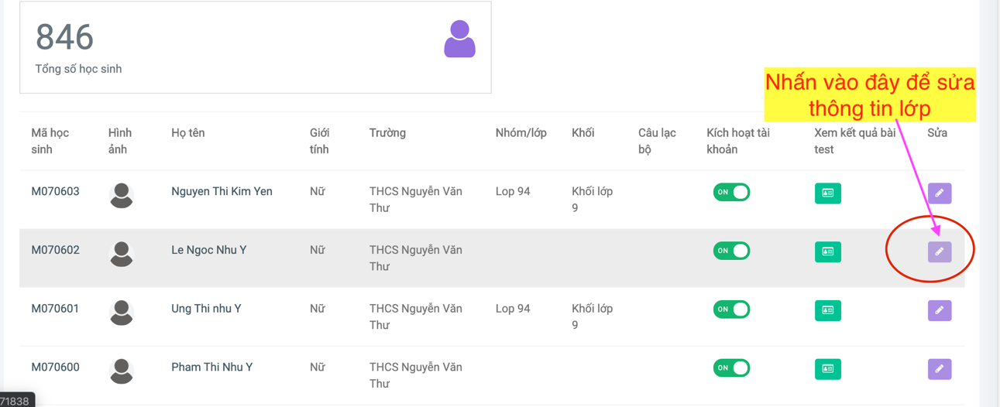 846
Tổng số học sinh
Nhấn vào đây để sửa
thông tin lớp
Mã học sinh Hình ảnh Họ tên Giới tính Trường Nhóm/lớp Khối Câu lạc bộ Kích hoạt tài khoản Xem kết quả bài test Sửa
M070603 Nguyen Thi Kim Yen Nữ THCS Nguyễn Văn Thư Lop 94 Khối lớp 9 ON
M070602 Le Ngoc Nhu Y Nữ THCS Nguyễn Văn Thư ON
M070601 Ung Thi nhu Y Nữ THCS Nguyễn Văn Thư Lop 94 Khối lớp 9 ON
M070600 Pham Thi Nhu Y Nữ THCS Nguyễn Văn Thư ON
71838